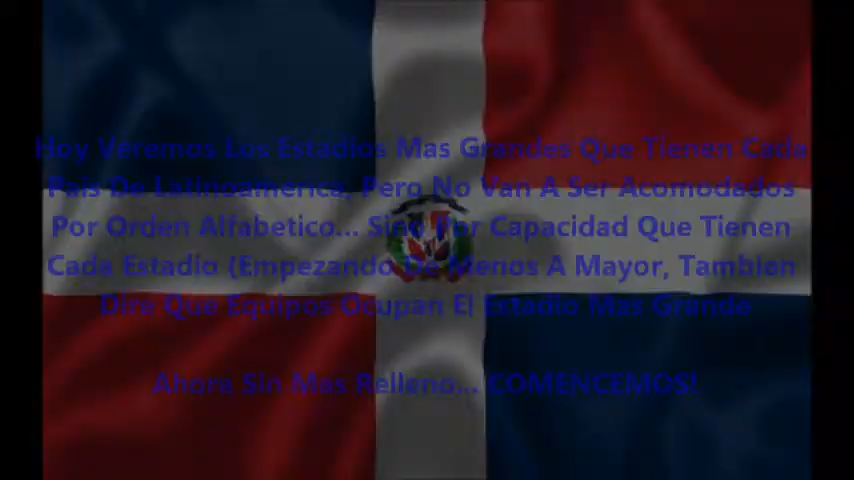 Hoy Veremos Los Estadios Mas Grandes Que Tienen Cada
Pais De Latinoamerica, Pero No Van A Ser Acomodados
Por Orden Alfabetico... Sino Por Capacidad Que Tienen
Cada Estadio (Empezando De Menos A Mayor, Tambien
Dire Que Equipos Ocupan El Estadio Mas Grande
Ahora Sin Mas Relleno... COMENCEMOS!